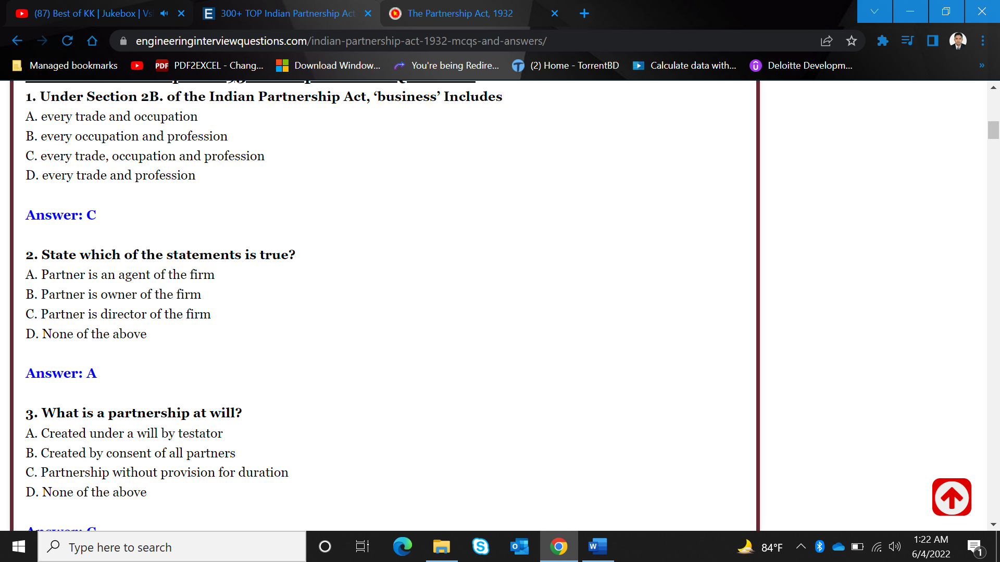 (87) Best of KK | Jukebox | Vs
300+ TOP Indian Partnership Act
The Partnership Act, 1932
engineeringinterviewquestions.com/indian-partnership-act-1932-mcqs-and-answers/
Managed bookmarks
PDF PDF2EXCEL - Chang...
Download Window...
You're being Redire...
(2) Home - TorrentBD
Calculate data with...
Deloitte Developm...
1. Under Section 2B. of the Indian Partnership Act, ‘business’ Includes
A. every trade and occupation
B. every occupation and profession
C. every trade, occupation and profession
D. every trade and profession
Answer: C
2. State which of the statements is true?
A. Partner is an agent of the firm
B. Partner is owner of the firm
C. Partner is director of the firm
D. None of the above
Answer: A
3. What is a partnership at will?
A. Created under a will by testator
B. Created by consent of all partners
C. Partnership without provision for duration
D. None of the above
Answer: C
Type here to search
84°F
1:22 AM
6/4/2022
1